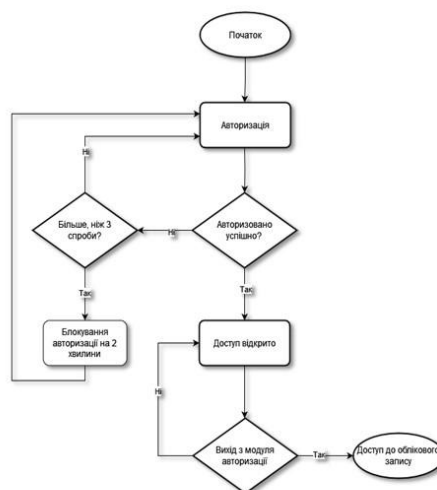 Початок
Авторизація
Ні
Більше, ніж 3
спроби?
Ні
Авторизовано
успішно?
Так
Так
Блокування
авторизації на 2
хвилини
Доступ відкрито
Ні
Вихід з модуля
авторизації
Так
Доступ до облікового
запису